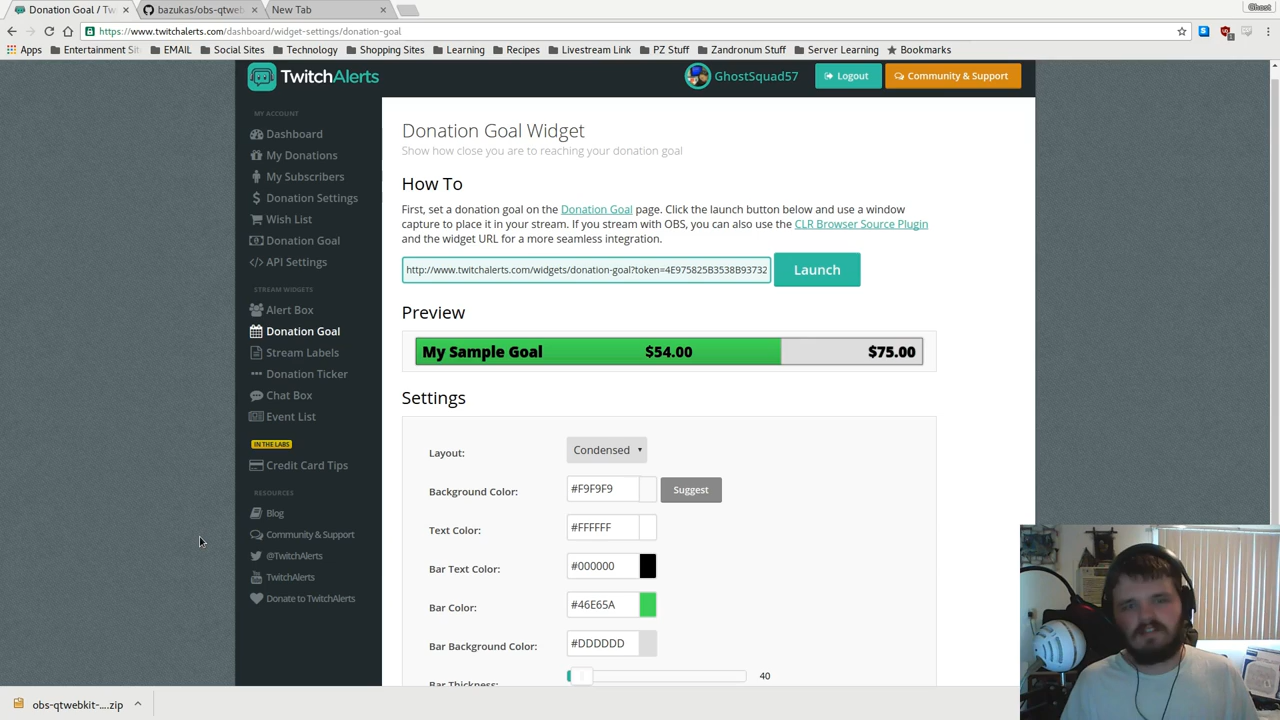 Donation Goal / Tw
bazukas/obs-qtweb
New Tab
Ghost
https://www.twitchalerts.com/dashboard/widget-settings/donation-goal
Apps
Entertainment Sit
EMAIL
Social Sites
Technology
Shopping Sites
Learning
Recipes
Livestream Link
PZ Stuff
Zandronum Stuff
Server Learning
Bookmarks
TwitchAlerts
GhostSquad57
Logout
Community & Support
MY ACCOUNT
Dashboard
My Donations
My Subscribers
Donation Settings
Wish List
Donation Goal
API Settings
STREAM WIDGETS
Alert Box
Donation Goal
Stream Labels
Donation Ticker
Chat Box
Event List
IN THE LABS
Credit Card Tips
RESOURCES
Blog
Community & Support
@TwitchAlerts
TwitchAlerts
Donate to TwitchAlerts
Donation Goal Widget
Show how close you are to reaching your donation goal
How To
First, set a donation goal on the Donation Goal page. Click the launch button below and use a window
capture to place it in your stream. If you stream with OBS, you can also use the CLR Browser Source Plugin
and the widget URL for a more seamless integration.
http://www.twitchalerts.com/widgets/donation-goal?token=4E975825B3538B93732
Launch
Preview
My Sample Goal $54.00 $75.00
Settings
Layout: Condensed
Background Color: #F9F9F9 Suggest
Text Color: #FFFFFF
Bar Text Color: #000000
Bar Color: #46E65A
Bar Background Color: #DDDDDD
Bar Thickness: 40
obs-qtwebkit-....zip